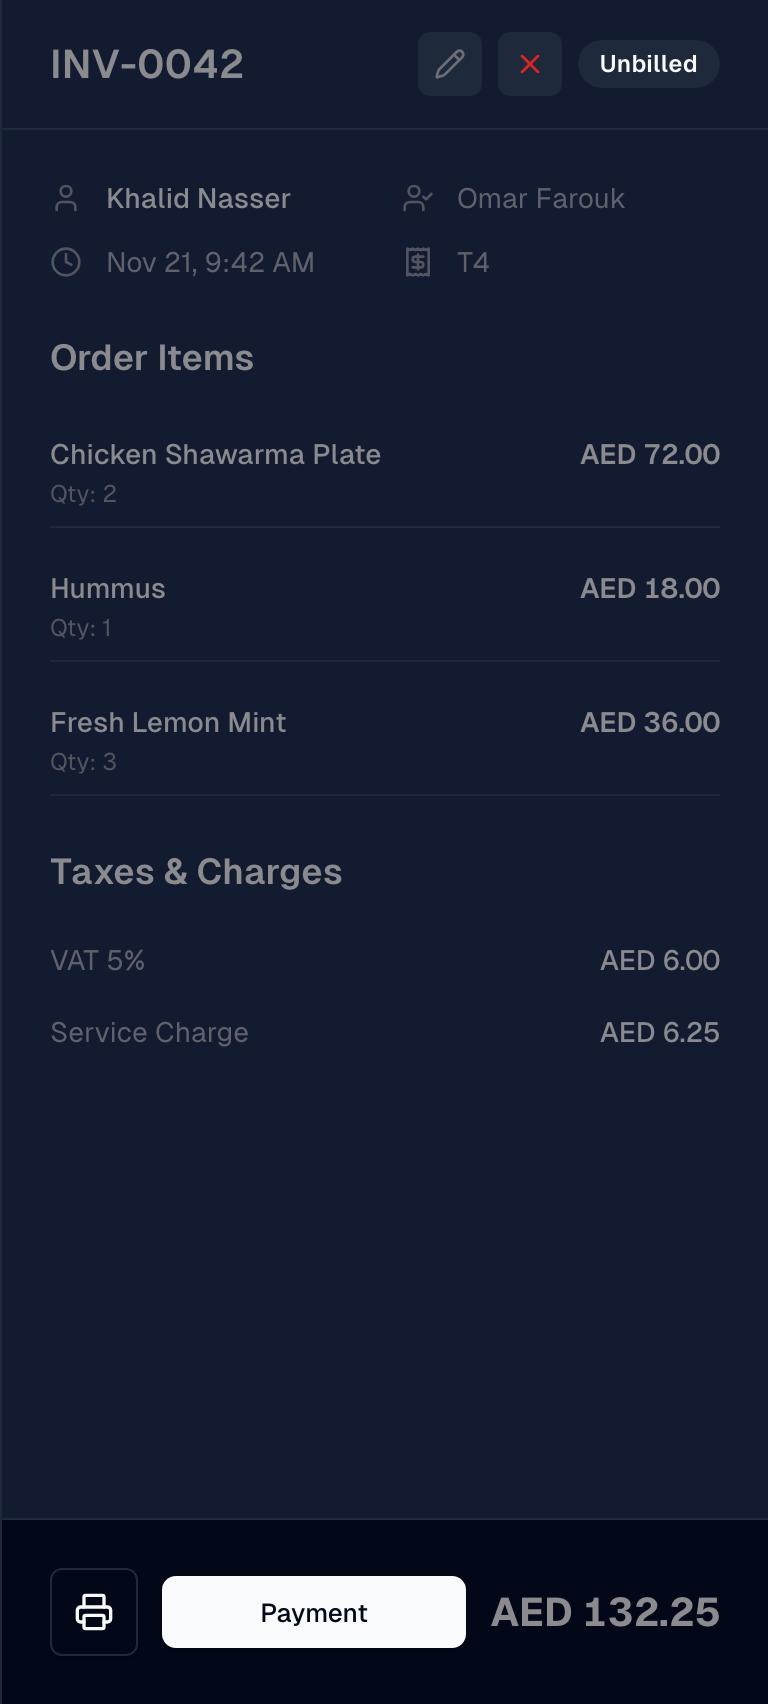 INV-0042
Unbilled
Khalid Nasser
Omar Farouk
Nov 21, 9:42 AM
T4
Order Items
Chicken Shawarma Plate AED 72.00
Qty: 2
Hummus AED 18.00
Qty: 1
Fresh Lemon Mint AED 36.00
Qty: 3
Taxes & Charges
VAT 5% AED 6.00
Service Charge AED 6.25
Payment AED 132.25